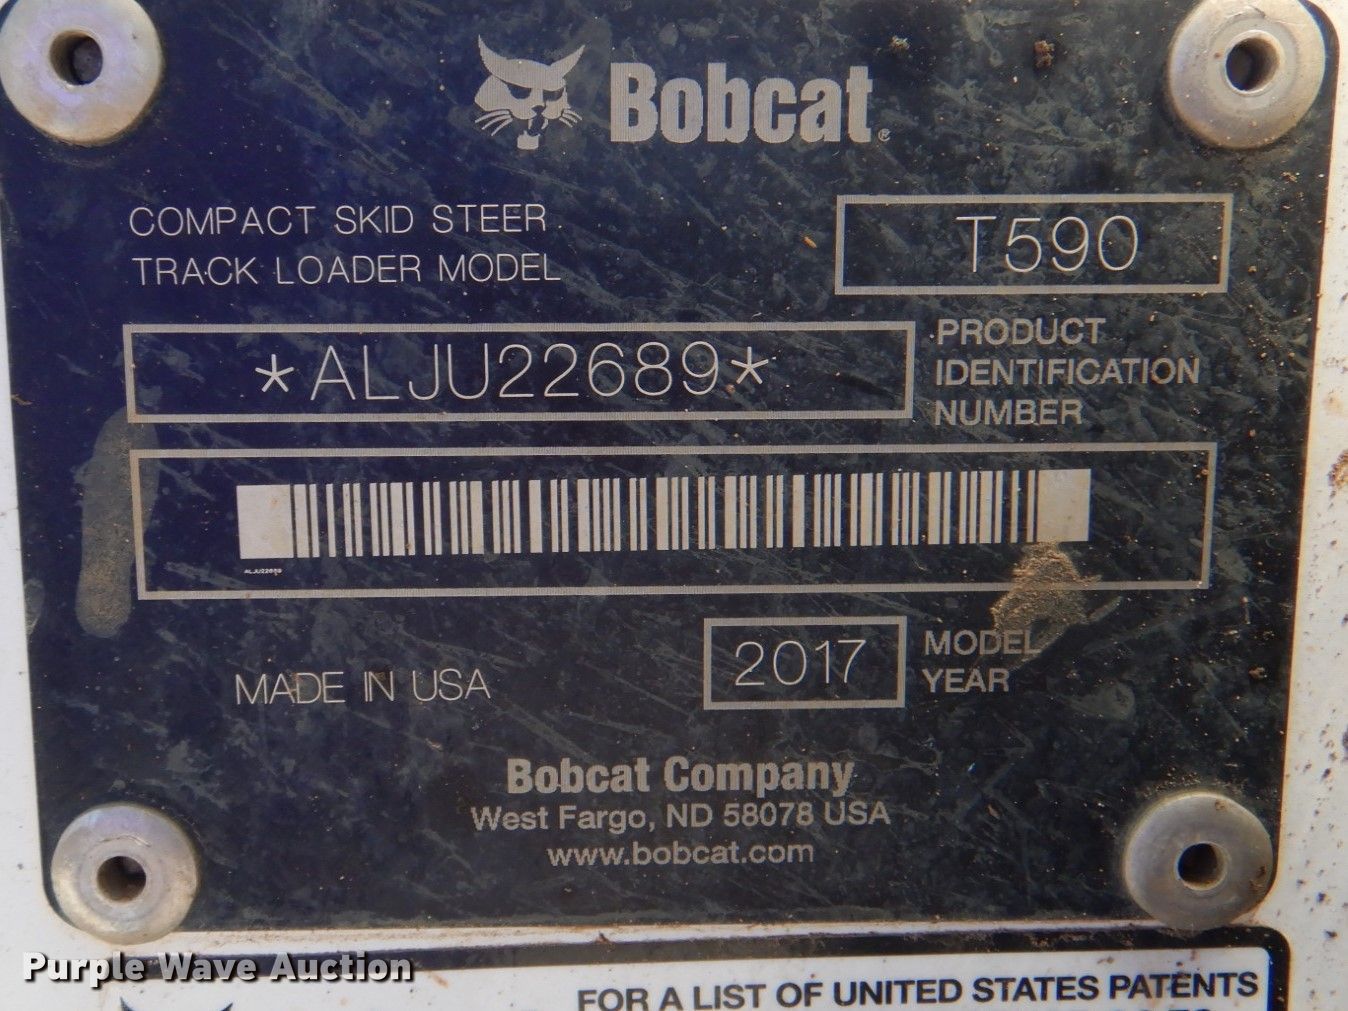 Bobcat®
COMPACT SKID STEER
TRACK LOADER MODEL
T590
*ALJU22689*
PRODUCT
IDENTIFICATION
NUMBER
ALJU22689
MADE IN USA
2017
MODEL
YEAR
Bobcat Company
West Fargo, ND 58078 USA
www.bobcat.com
Purple Wave Auction
FOR A LIST OF UNITED STATES PATENTS